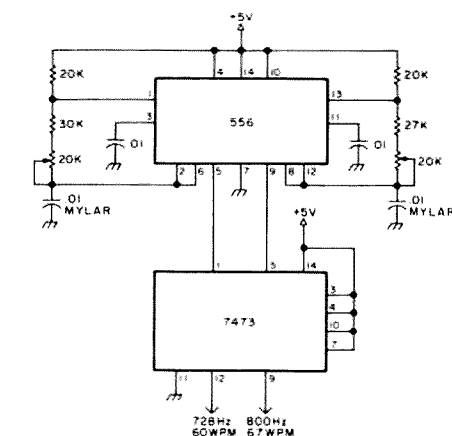 +5V
20K
20K
4 14 10
1
13
30K
3
556
11
27K
.01
.01
20K
20K
2 6 5 7 9 8 12
.01
MYLAR
.01
MYLAR
+5V
1 5 14
3
4
7473
10
7
11 12 9
728Hz 800Hz
60WPM 67WPM